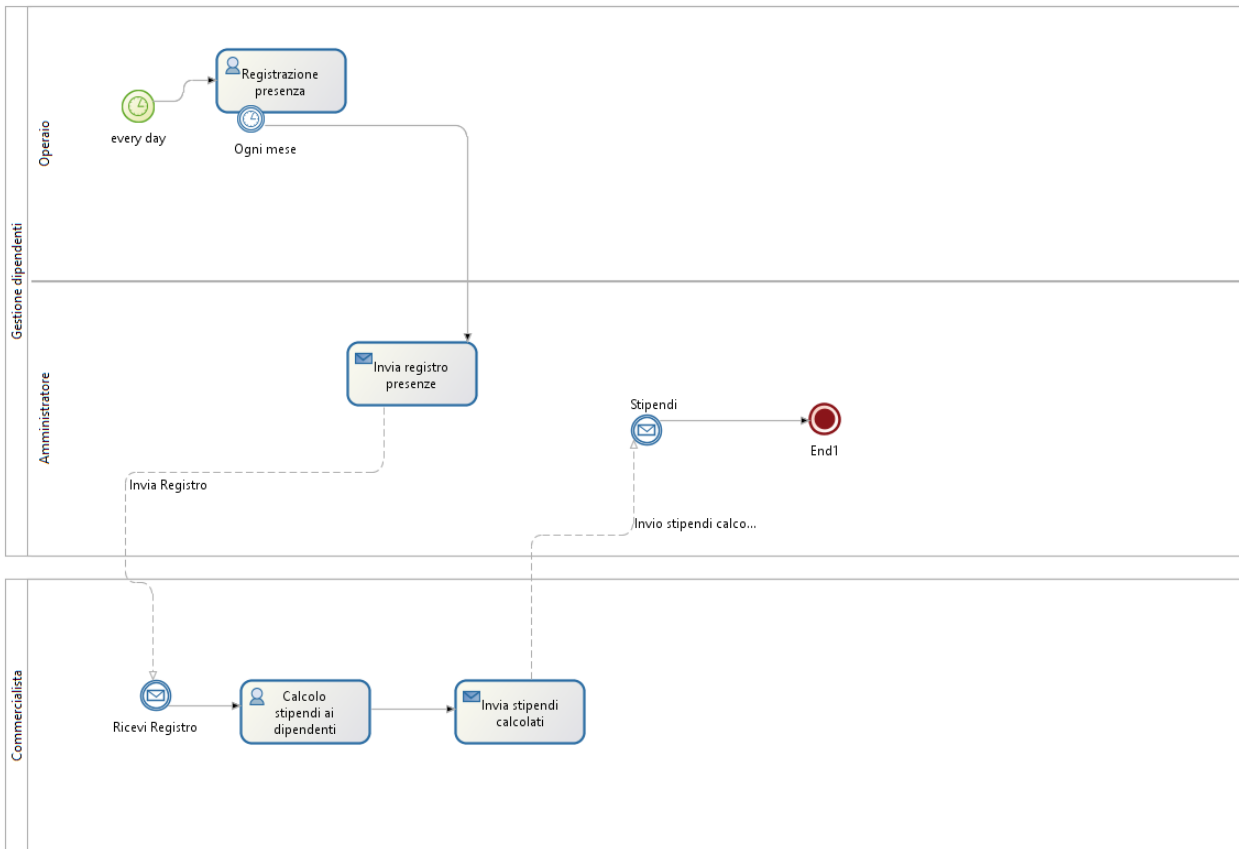 Gestione dipendenti
Operaio
every day
Registrazione
presenza
Ogni mese
Amministratore
Invia registro
presenze
Invia Registro
Stipendi
End1
Invio stipendi calco...
Commercialista
Ricevi Registro
Calcolo
stipendi ai
dipendenti
Invia stipendi
calcolati